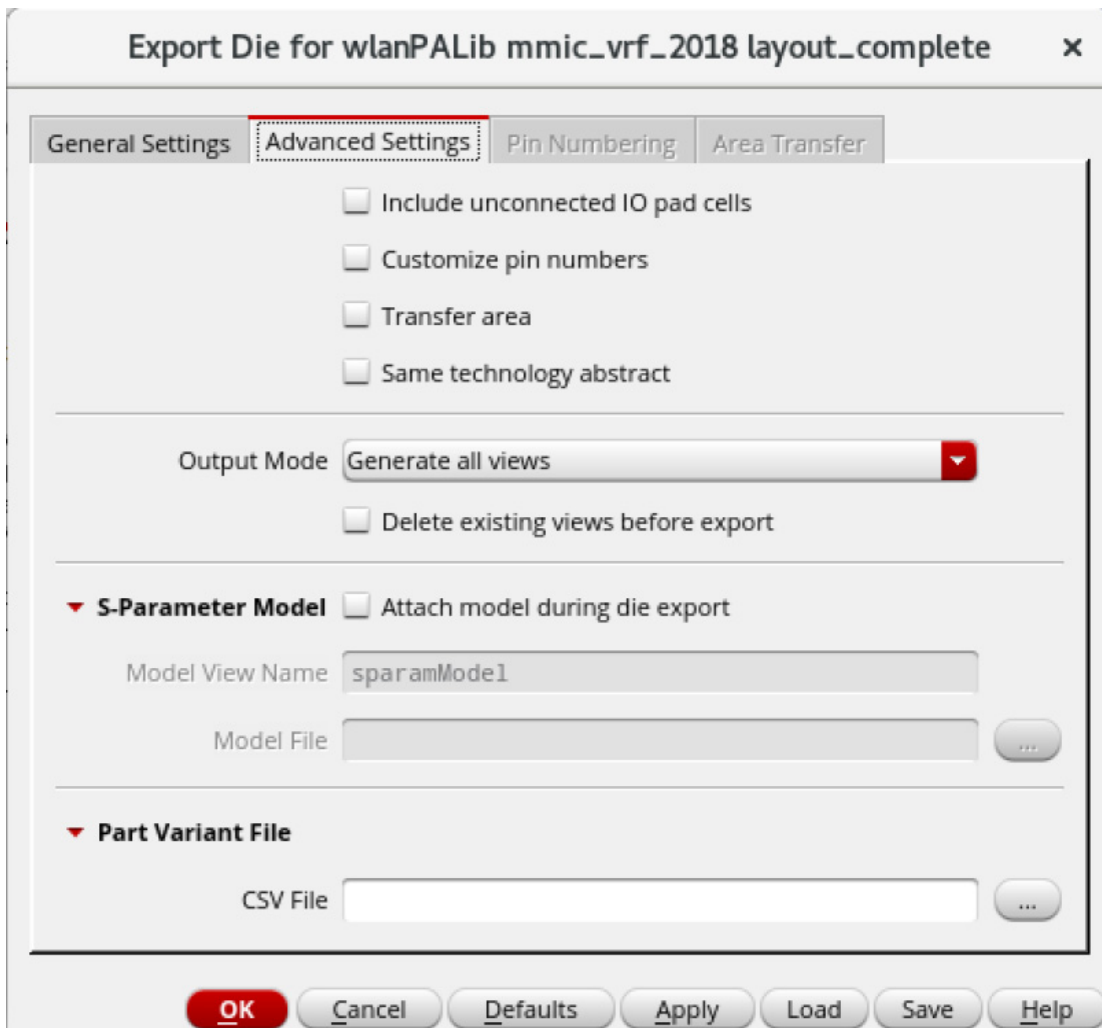 Export Die for wlanPALib mmic_vrf_2018 layout_complete ×
General Settings Advanced Settings Pin Numbering Area Transfer
Include unconnected IO pad cells
Customize pin numbers
Transfer area
Same technology abstract
Output Mode Generate all views
Delete existing views before export
S-Parameter Model Attach model during die export
Model View Name sparamModel
Model File ...
Part Variant File
CSV File ...
OK Cancel Defaults Apply Load Save Help